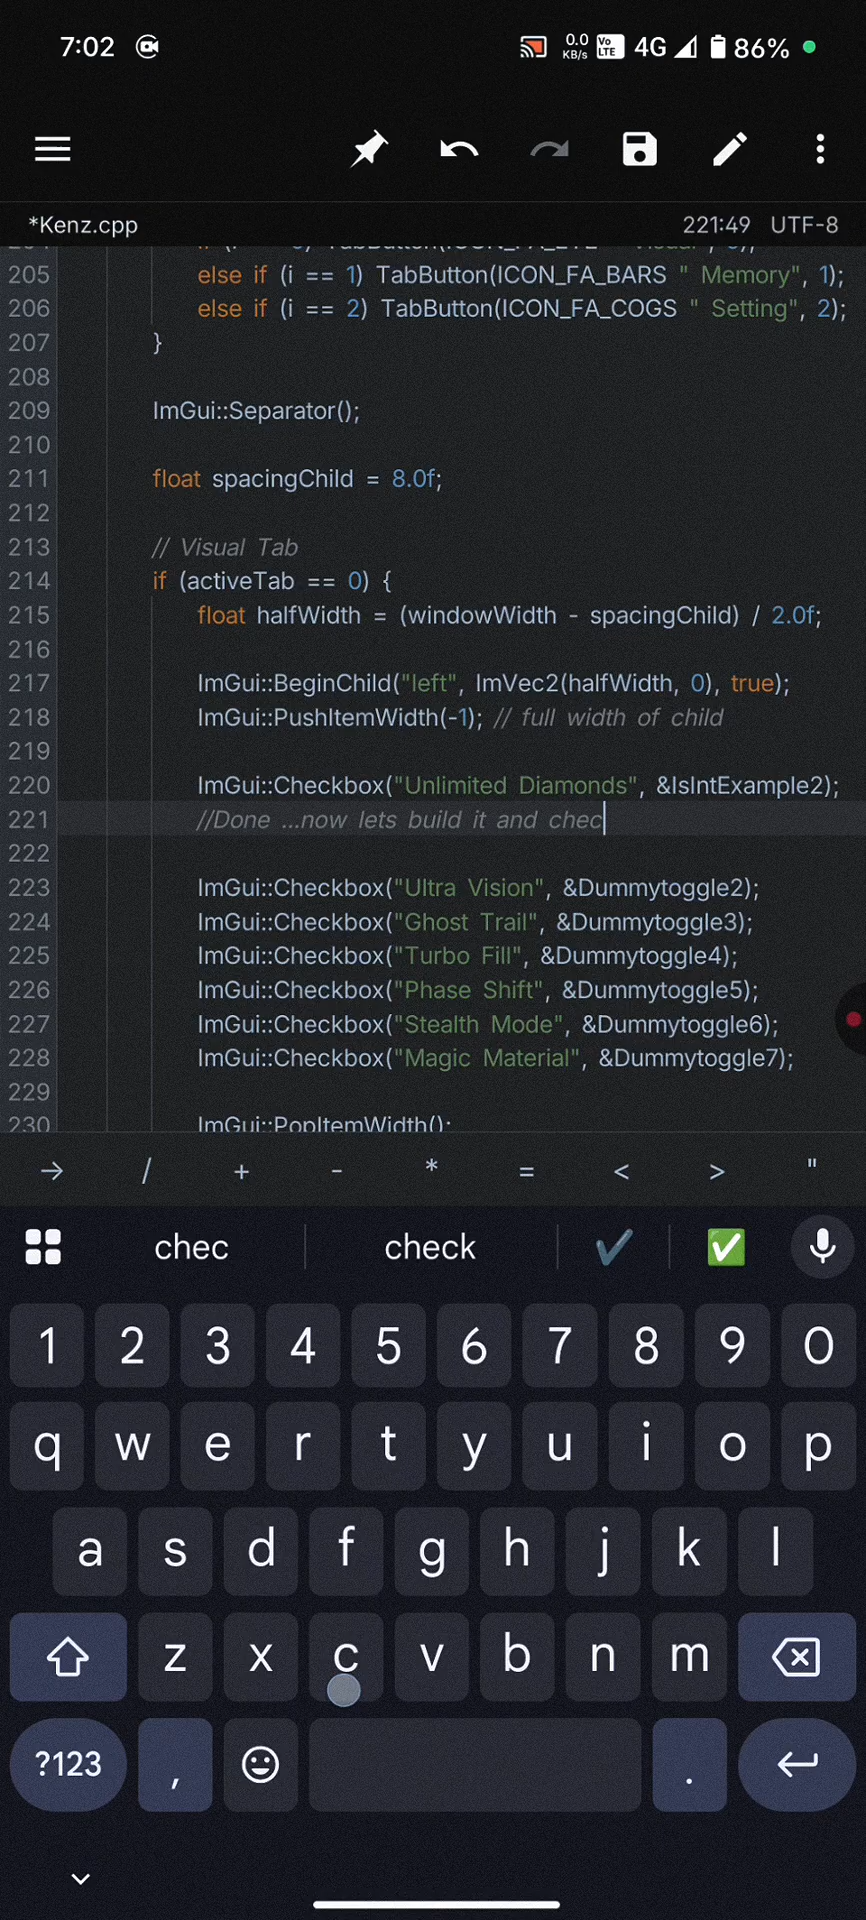 7:02 0.0 KB/s Vo LTE 4G 86%
*Kenz.cpp 221:49 UTF-8
205 else if (i == 1) TabButton(ICON_FA_BARS " Memory", 1);
206 else if (i == 2) TabButton(ICON_FA_COGS " Setting", 2);
207 }
208
209 ImGui::Separator();
210
211 float spacingChild = 8.0f;
212
213 // Visual Tab
214 if (activeTab == 0) {
215 float halfWidth = (windowWidth - spacingChild) / 2.0f;
216
217 ImGui::BeginChild("left", ImVec2(halfWidth, 0), true);
218 ImGui::PushItemWidth(-1); // full width of child
219
220 ImGui::Checkbox("Unlimited Diamonds", &IsIntExample2);
221 //Done ...now lets build it and chec
222
223 ImGui::Checkbox("Ultra Vision", &Dummytoggle2);
224 ImGui::Checkbox("Ghost Trail", &Dummytoggle3);
225 ImGui::Checkbox("Turbo Fill", &Dummytoggle4);
226 ImGui::Checkbox("Phase Shift", &Dummytoggle5);
227 ImGui::Checkbox("Stealth Mode", &Dummytoggle6);
228 ImGui::Checkbox("Magic Material", &Dummytoggle7);
229
230 ImGui::PopItemWidth();
→ / + - * = < > "
chec check ✔️ ✅
1 2 3 4 5 6 7 8 9 0
q w e r t y u i o p
a s d f g h j k l
z x c v b n m
?123 , .